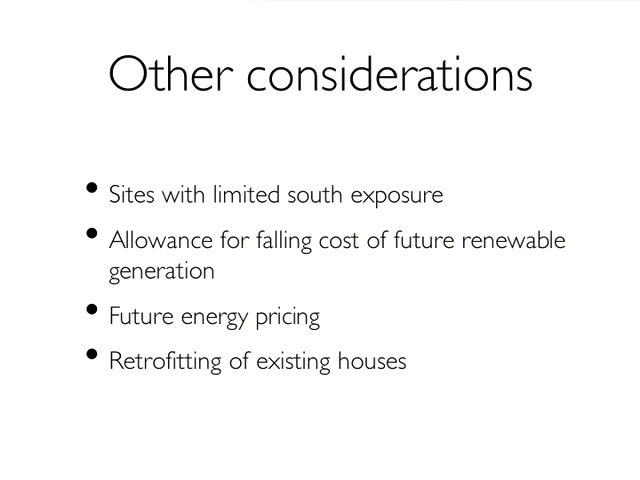 Other considerations
• Sites with limited south exposure
• Allowance for falling cost of future renewable
generation
• Future energy pricing
• Retrofitting of existing houses